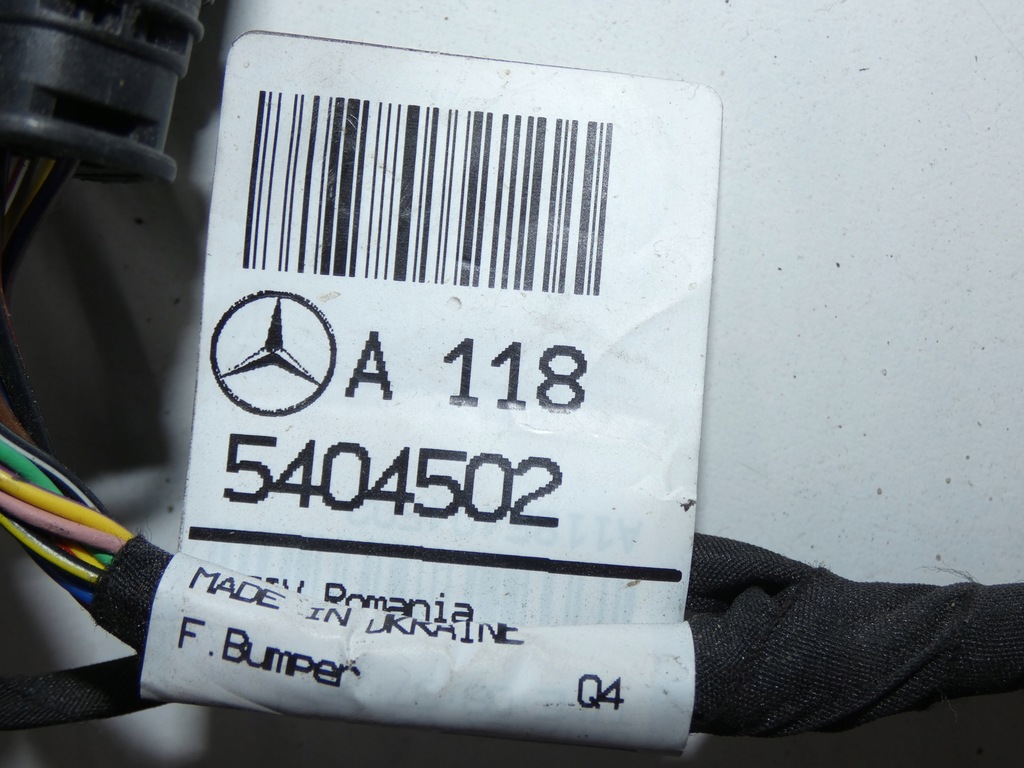 A 118
5404502
MADE IN Romania
MADE IN UKRAINE
F.Bumper
Q4